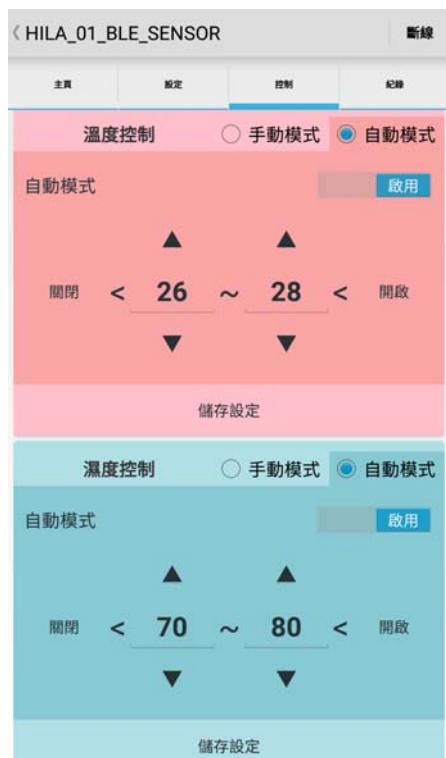 HILA_01_BLE_SENSOR 斷線
主頁 設定 控制 紀錄
溫度控制 手動模式 自動模式
自動模式 啟用
關閉 < 26 ~ 28 < 開啟
儲存設定
濕度控制 手動模式 自動模式
自動模式 啟用
關閉 < 70 ~ 80 < 開啟
儲存設定